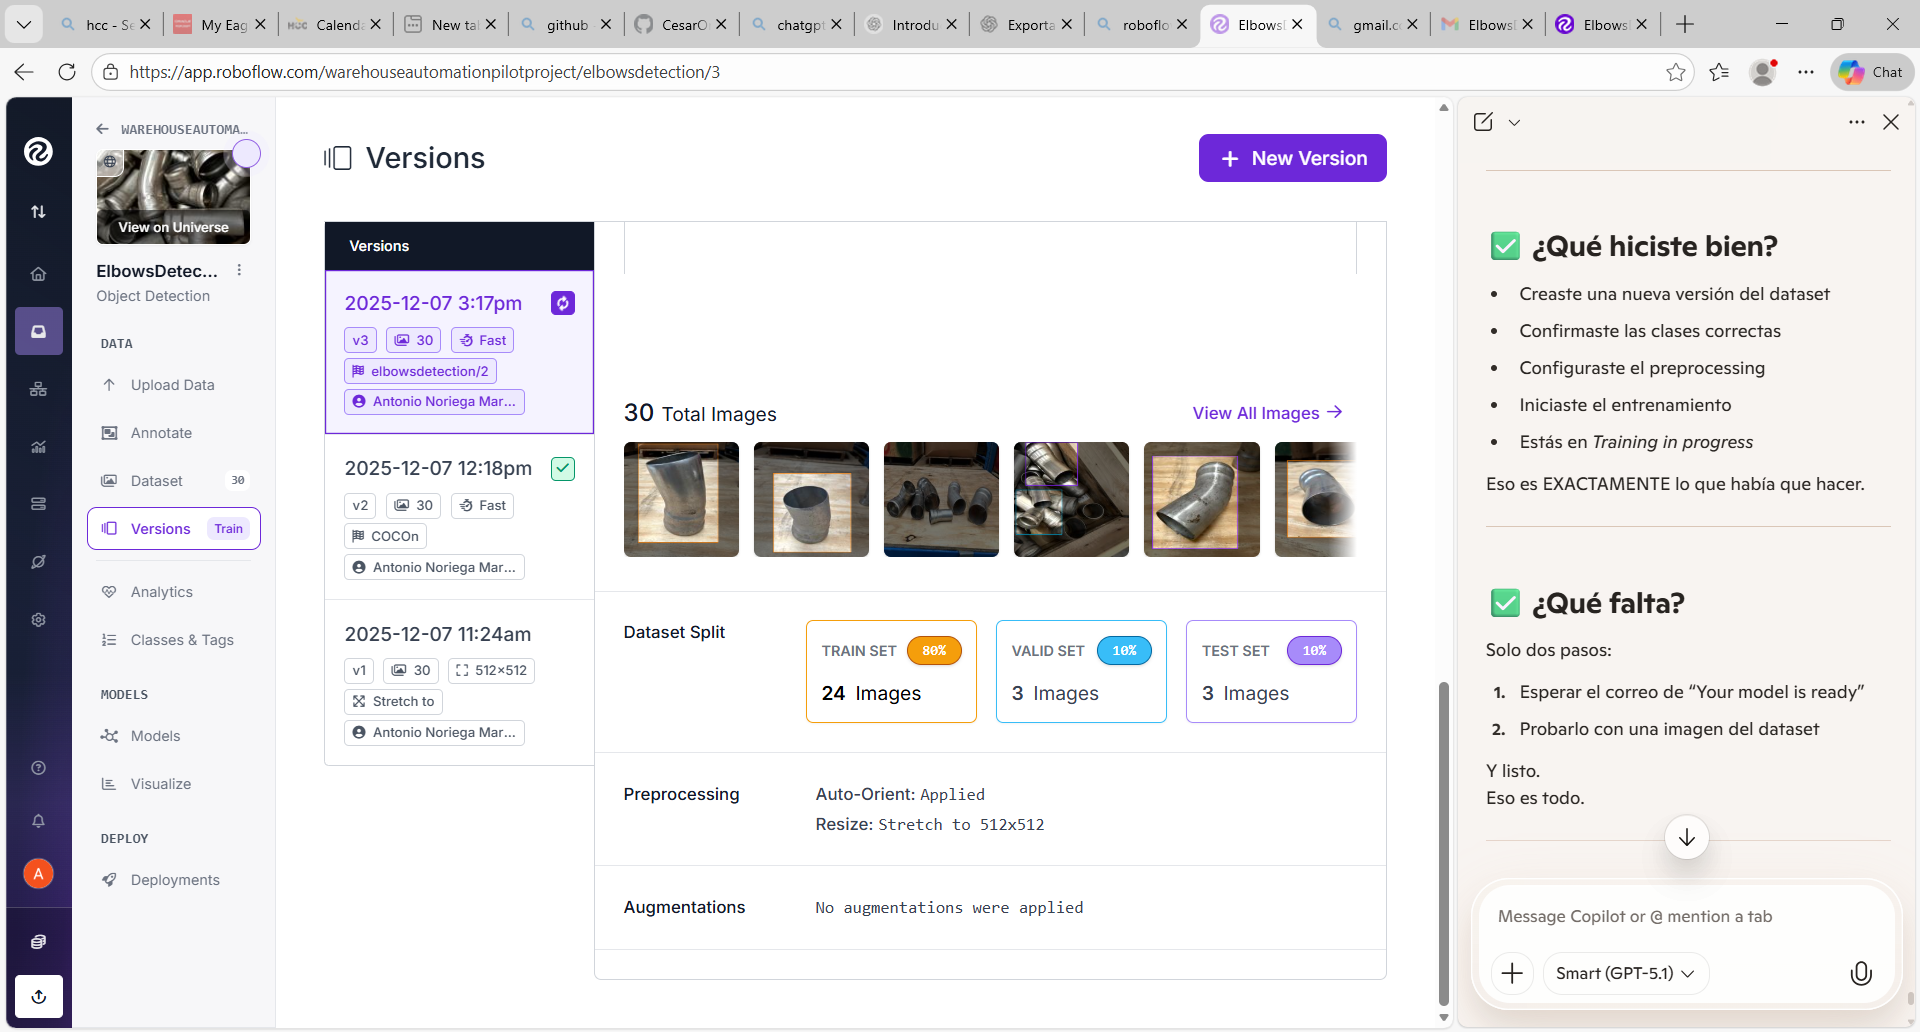 hcc - Se
My Eag
HCC Calenda
New tab
github -
CesarO
chatgpt
Introdu
Exporta
roboflo
Elbows
gmail.co
Elbows
Elbows
https://app.roboflow.com/warehouseautomationpilotproject/elbowsdetection/3
Chat
WAREHOUSEAUTOMA...
View on Universe
ElbowsDetec...
Object Detection
DATA
Upload Data
Annotate
Dataset 30
Versions Train
Analytics
Classes & Tags
MODELS
Models
Visualize
DEPLOY
Deployments
A
Versions
New Version
Versions
2025-12-07 3:17pm
v3 30 Fast
elbowsdetection/2
Antonio Noriega Mar...
2025-12-07 12:18pm
v2 30 Fast
COCOn
Antonio Noriega Mar...
2025-12-07 11:24am
v1 30 512×512
Stretch to
Antonio Noriega Mar...
30 Total Images
View All Images →
Dataset Split
TRAIN SET 80%
24 Images
VALID SET 10%
3 Images
TEST SET 10%
3 Images
Preprocessing
Auto-Orient: Applied
Resize: Stretch to 512x512
Augmentations
No augmentations were applied
✅ ¿Qué hiciste bien?
• Creaste una nueva versión del dataset
• Confirmaste las clases correctas
• Configuraste el preprocessing
• Iniciaste el entrenamiento
• Estás en Training in progress
Eso es EXACTAMENTE lo que había que hacer.
✅ ¿Qué falta?
Solo dos pasos:
1. Esperar el correo de “Your model is ready”
2. Probarlo con una imagen del dataset
Y listo.
Eso es todo.
Message Copilot or @ mention a tab
Smart (GPT-5.1)